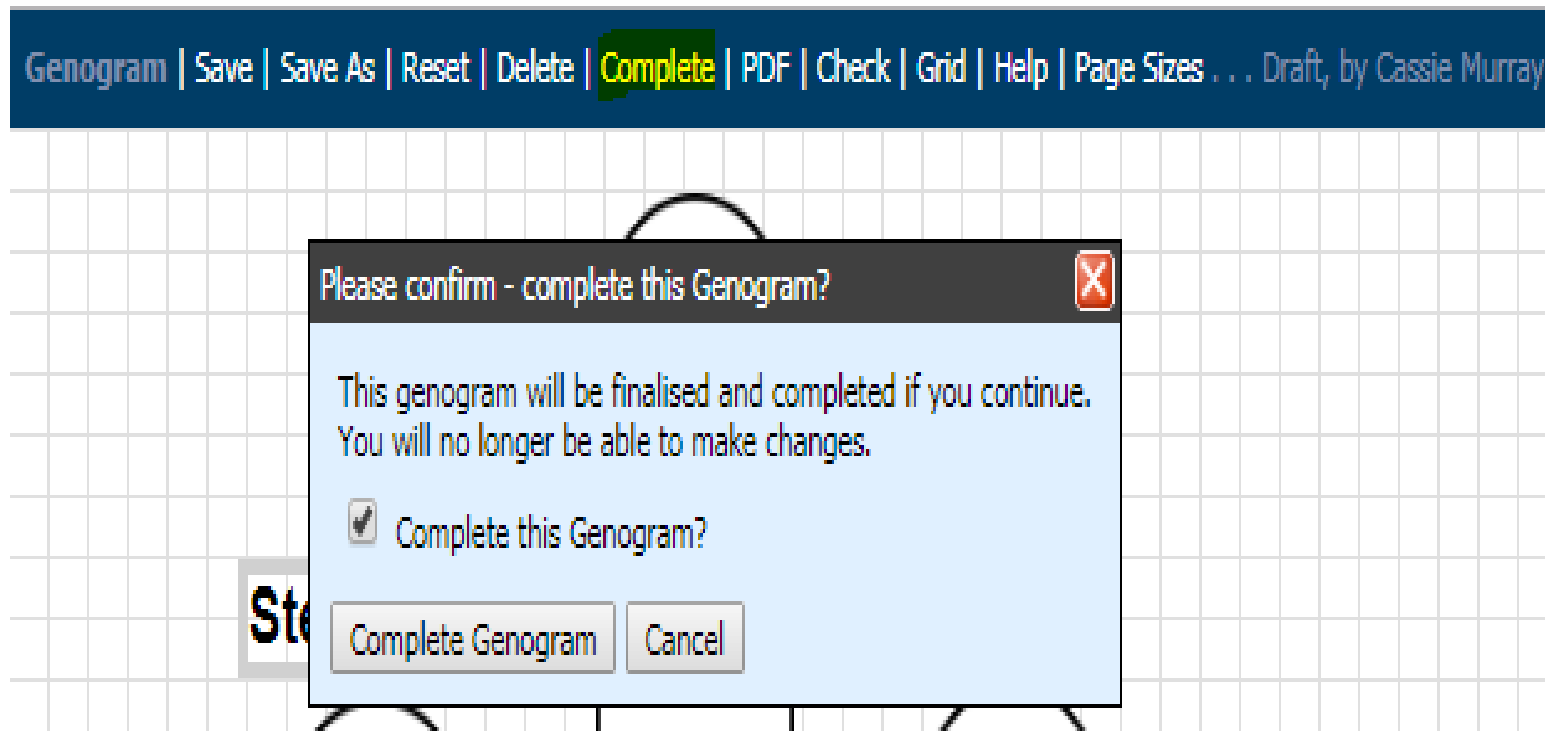 Genogram | Save | Save As | Reset | Delete | Complete | PDF | Check | Grid | Help | Page Sizes . . . Draft, by Cassie Murray
Please confirm - complete this Genogram?
This genogram will be finalised and completed if you continue.
You will no longer be able to make changes.
Complete this Genogram?
Complete Genogram Cancel